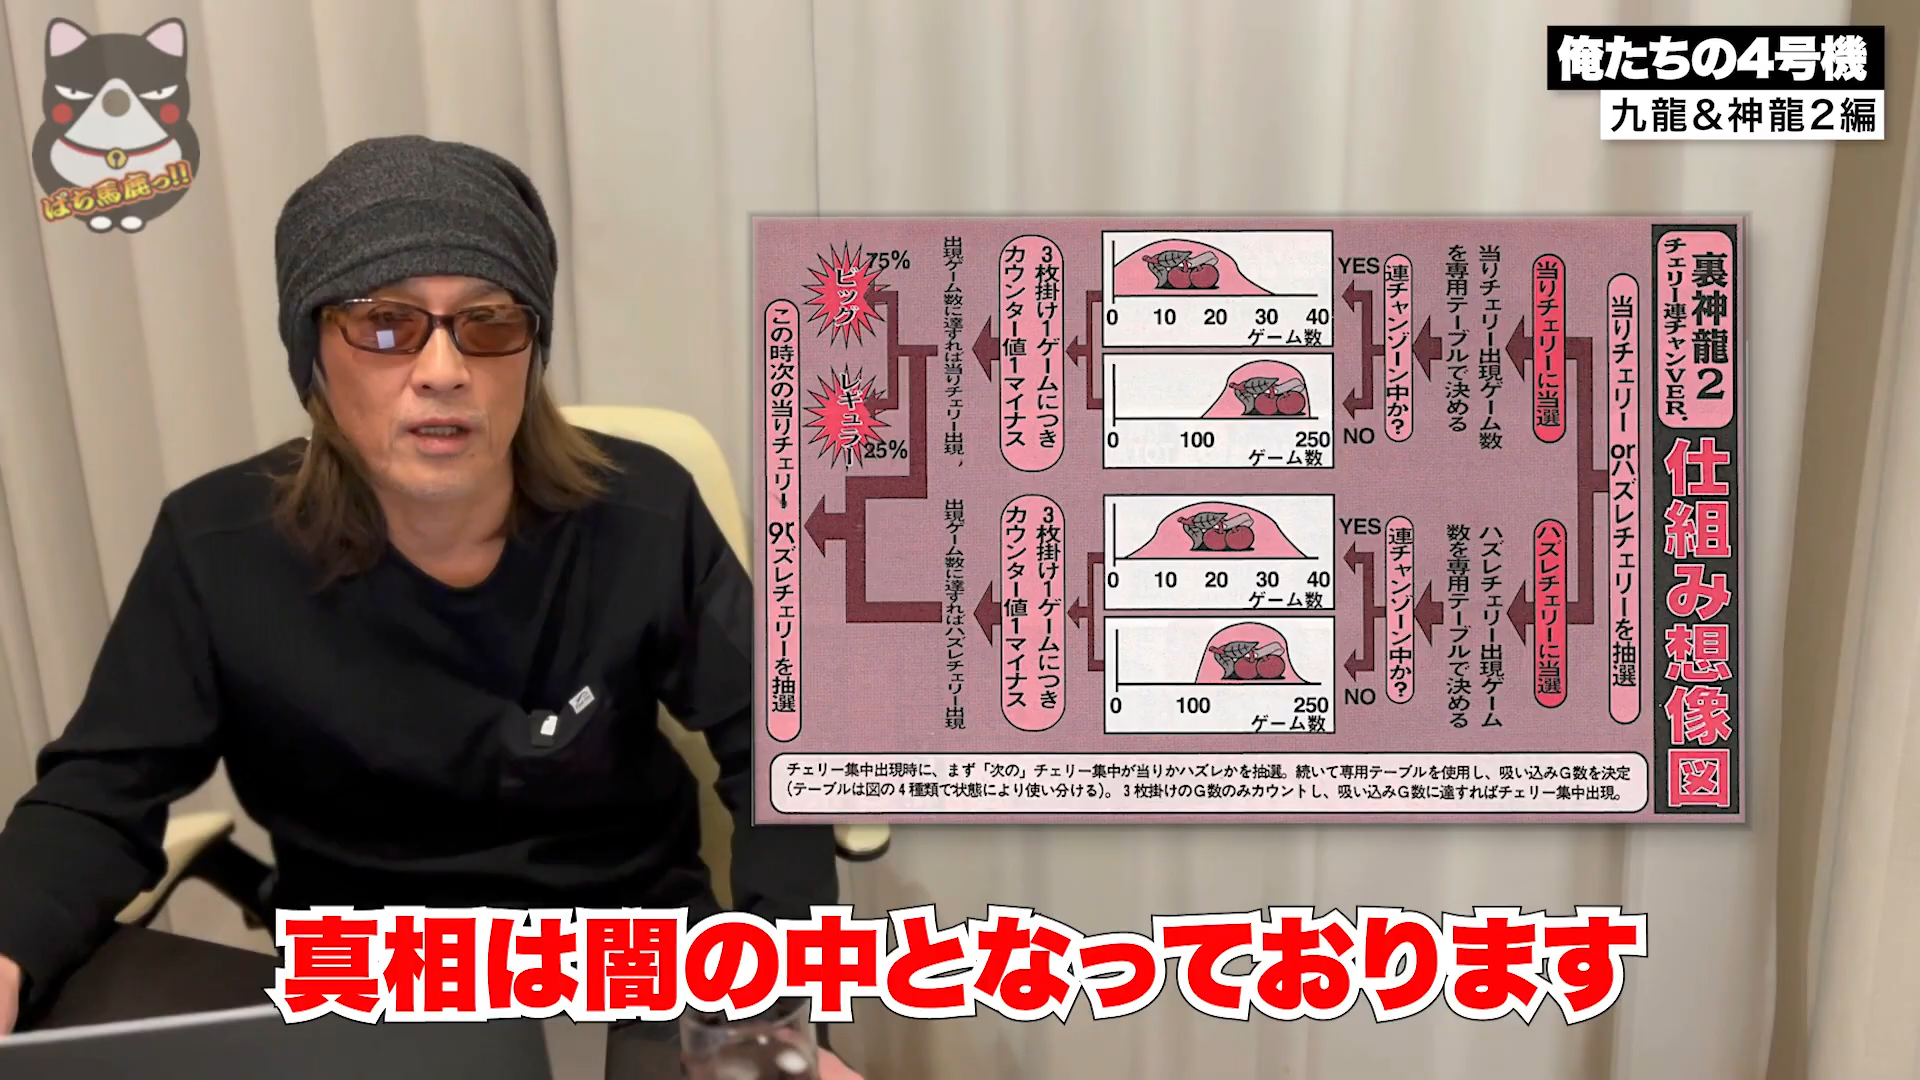 ぱち馬鹿っ!!
俺たちの4号機
九龍&神龍2編
裏神龍2
チェリー連チャンVER.
仕組み想像図
当りチェリー orハズレチェリーを抽選
当りチェリーに当選
当りチェリー出現ゲーム数
を専用テーブルで決める
連チャンゾーン中か?
YES
NO
0 10 20 30 40
ゲーム数
0 100 250
ゲーム数
3枚掛け1ゲームにつき
カウンター値1マイナス
出現ゲーム数に達すれば当りチェリー出現,
ビッグ
75%
レギュラー
25%
ハズレチェリーに当選
ハズレチェリー出現ゲーム
数を専用テーブルで決める
連チャンゾーン中か?
YES
NO
0 10 20 30 40
ゲーム数
0 100 250
ゲーム数
3枚掛け1ゲームにつき
カウンター値1マイナス
出現ゲーム数に達すればハズレチェリー出現
この時次の当りチェリー orハズレチェリーを抽選
チェリー集中出現時に、まず「次の」チェリー集中が当りかハズレかを抽選。続いて専用テーブルを使用し、吸い込みG数を決定
(テーブルは図の4種類で状態により使い分ける)。3枚掛けのG数のみカウントし、吸い込みG数に達すればチェリー集中出現。
真相は闇の中となっております